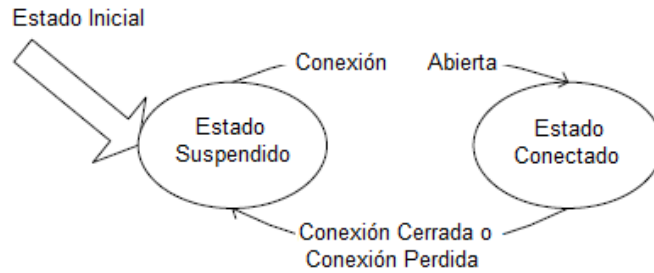 Estado Inicial
Conexión Abierta
Estado
Suspendido
Estado
Conectado
Conexión Cerrada o
Conexión Perdida